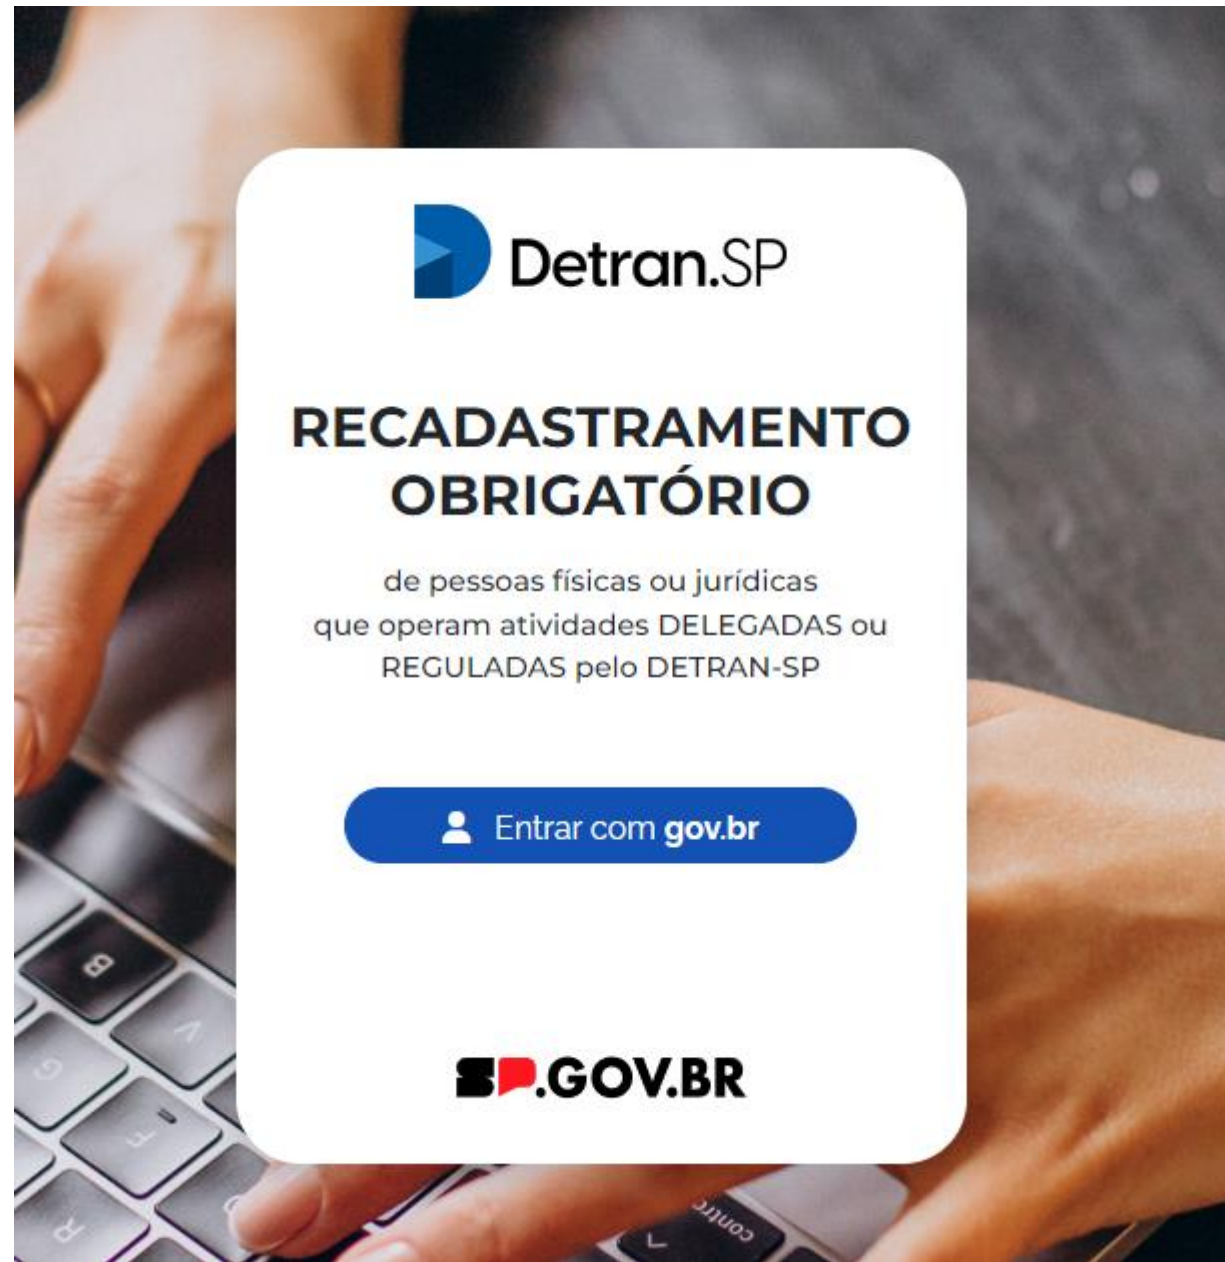 Detran.SP
RECADASTRAMENTO
OBRIGATÓRIO
de pessoas físicas ou jurídicas
que operam atividades DELEGADAS ou
REGULADAS pelo DETRAN-SP
Entrar com gov.br
SP.GOV.BR
B
V
G
F
R
control